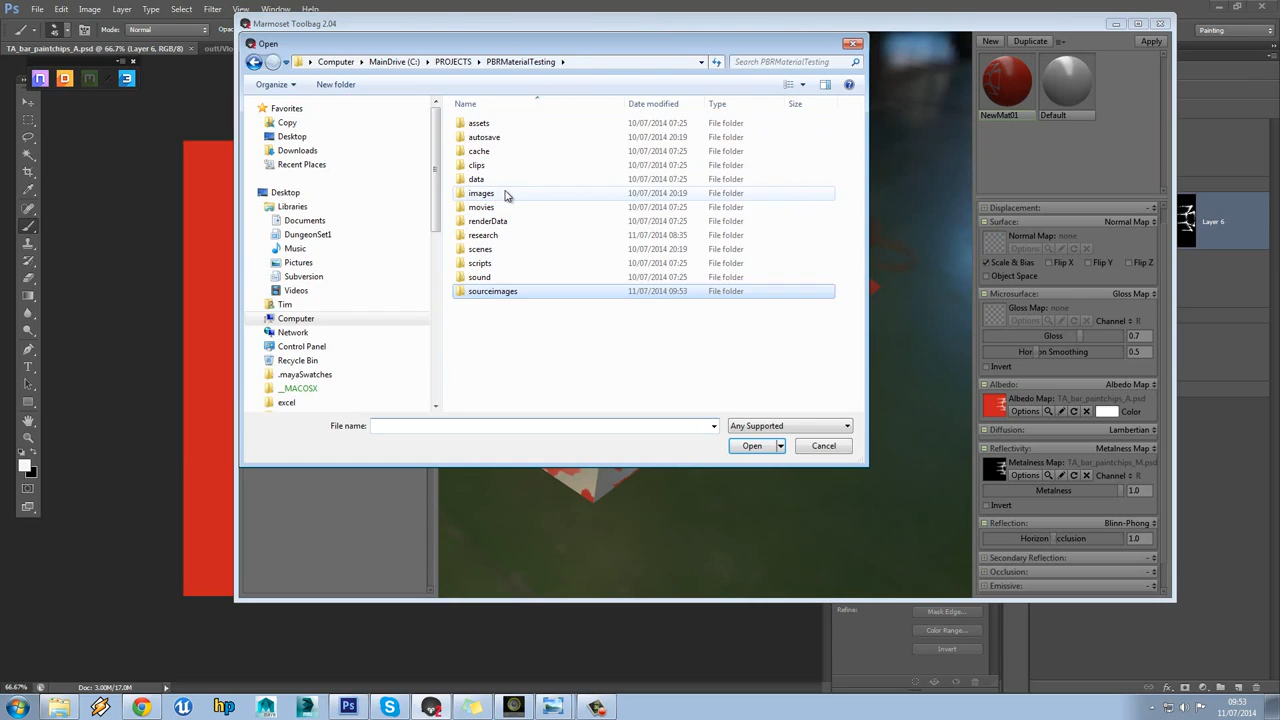 Ps File Edit Image Layer Type Select Filter View Window Help
Mode: Normal
Painting
45
TA_bar_paintchips_A.psd @ 66.7% (Layer 6, RGB/8)
outUVo
Marmoset Toolbag 2.04
Open
Computer MainDrive (C:) PROJECTS PBRMaterialTesting
Search PBRMaterialTesting
Organize New folder
Name Date modified Type Size
Favorites
Copy
Desktop
Downloads
Recent Places
Desktop
Libraries
Documents
DungeonSet1
Music
Pictures
Subversion
Videos
Tim
Computer
Network
Control Panel
Recycle Bin
.mayaSwatches
__MACOSX
excel
assets 10/07/2014 07:25 File folder
autosave 10/07/2014 20:19 File folder
cache 10/07/2014 07:25 File folder
clips 10/07/2014 07:25 File folder
data 10/07/2014 07:25 File folder
images 10/07/2014 20:19 File folder
movies 10/07/2014 07:25 File folder
renderData 10/07/2014 07:25 File folder
research 11/07/2014 08:35 File folder
scenes 10/07/2014 20:19 File folder
scripts 10/07/2014 07:25 File folder
sound 10/07/2014 07:25 File folder
sourceimages 11/07/2014 09:53 File folder
File name: Any Supported
Open Cancel
New Duplicate Apply
NewMat01 Default
Displacement:
Surface: Normal Map
Normal Map: none
Options
Scale & Bias Flip X Flip Y Flip Z
Object Space
Microsurface: Gloss Map
Gloss Map: none
Options Channel R
Gloss 0.7
Horizon Smoothing 0.5
Invert
Albedo: Albedo Map
Albedo Map: TA_bar_paintchips_A.psd
Options Color
Diffusion: Lambertian
Reflectivity: Metalness Map
Metalness Map: TA_bar_paintchips_M.psd
Options Channel R
Metalness 1.0
Invert
Reflection: Blinn-Phong
Horizon Occlusion 1.0
Secondary Reflection:
Occlusion:
Emissive:
Layer 6
Refine:
Mask Edge...
Color Range...
Invert
66.67% Doc: 3.00M/17.0M
09:53
11/07/2014